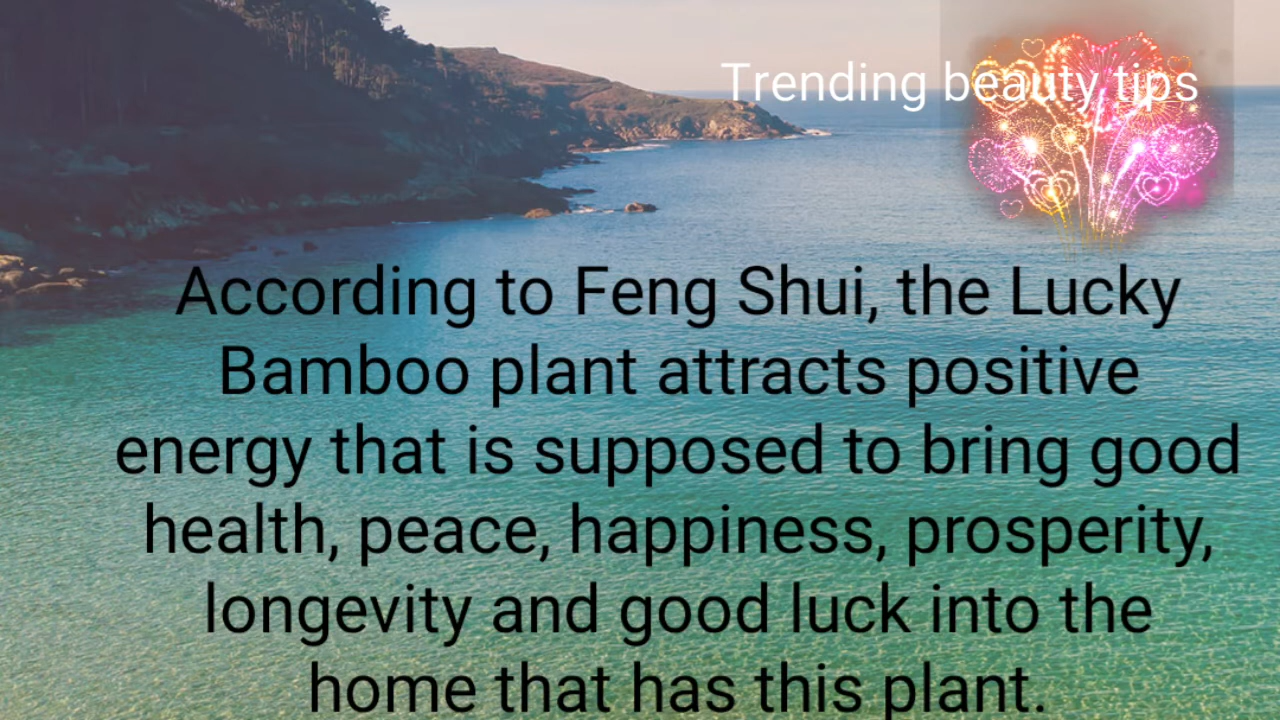 Trending beauty tips
According to Feng Shui, the Lucky
Bamboo plant attracts positive
energy that is supposed to bring good
health, peace, happiness, prosperity,
longevity and good luck into the
home that has this plant.